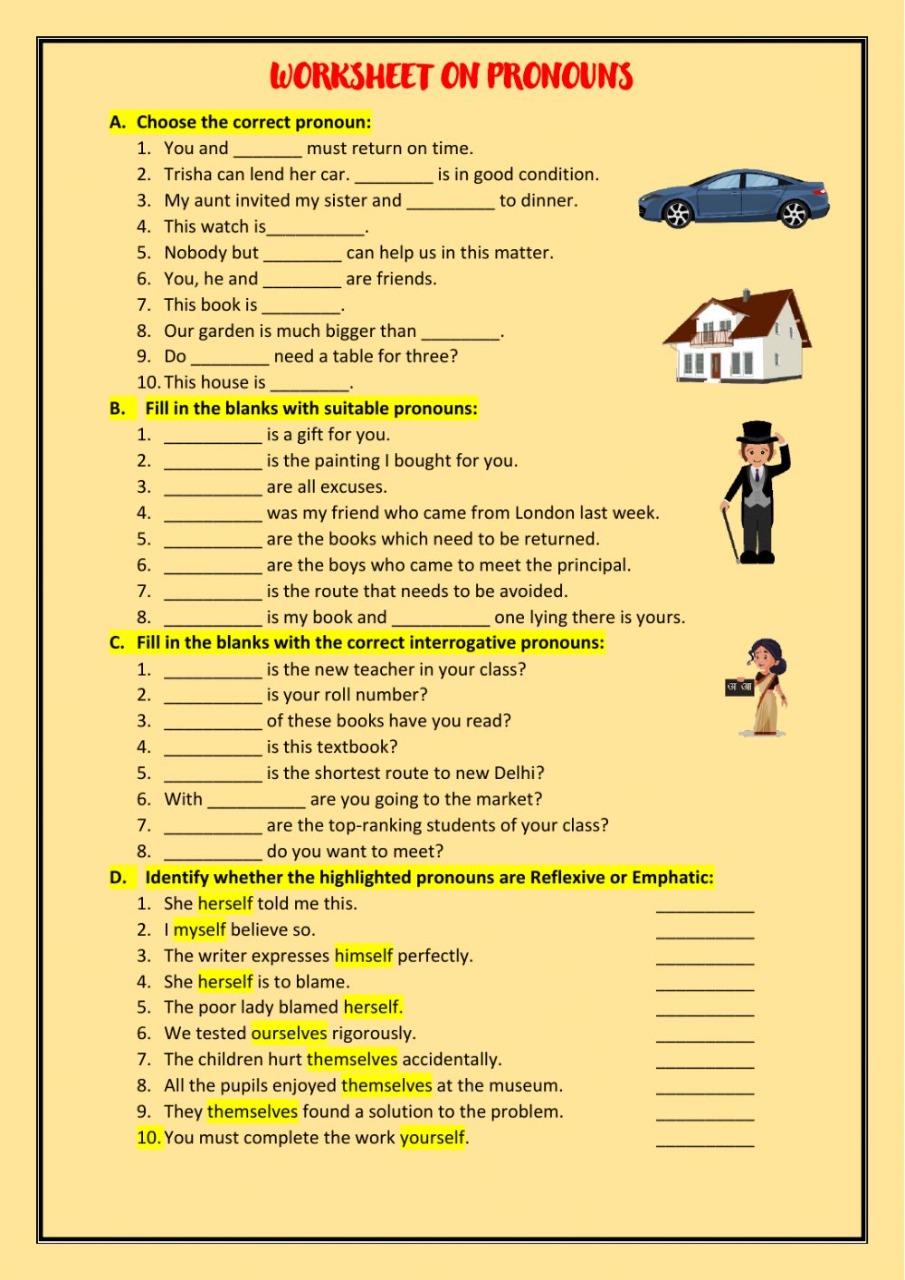 WORKSHEET ON PRONOUNS
A. Choose the correct pronoun:
1. You and _______ must return on time.
2. Trisha can lend her car. ________ is in good condition.
3. My aunt invited my sister and _________ to dinner.
4. This watch is__________.
5. Nobody but ________ can help us in this matter.
6. You, he and ________ are friends.
7. This book is ________.
8. Our garden is much bigger than ________.
9. Do ________ need a table for three?
10. This house is ________.
B. Fill in the blanks with suitable pronouns:
1. __________ is a gift for you.
2. __________ is the painting I bought for you.
3. __________ are all excuses.
4. __________ was my friend who came from London last week.
5. __________ are the books which need to be returned.
6. __________ are the boys who came to meet the principal.
7. __________ is the route that needs to be avoided.
8. __________ is my book and __________ one lying there is yours.
C. Fill in the blanks with the correct interrogative pronouns:
1. __________ is the new teacher in your class?
2. __________ is your roll number?
3. __________ of these books have you read?
अ आ
4. __________ is this textbook?
5. __________ is the shortest route to new Delhi?
6. With __________ are you going to the market?
7. __________ are the top-ranking students of your class?
8. __________ do you want to meet?
D. Identify whether the highlighted pronouns are Reflexive or Emphatic:
1. She herself told me this. __________
2. I myself believe so. __________
3. The writer expresses himself perfectly. __________
4. She herself is to blame. __________
5. The poor lady blamed herself. __________
6. We tested ourselves rigorously. __________
7. The children hurt themselves accidentally. __________
8. All the pupils enjoyed themselves at the museum. __________
9. They themselves found a solution to the problem. __________
10. You must complete the work yourself. __________